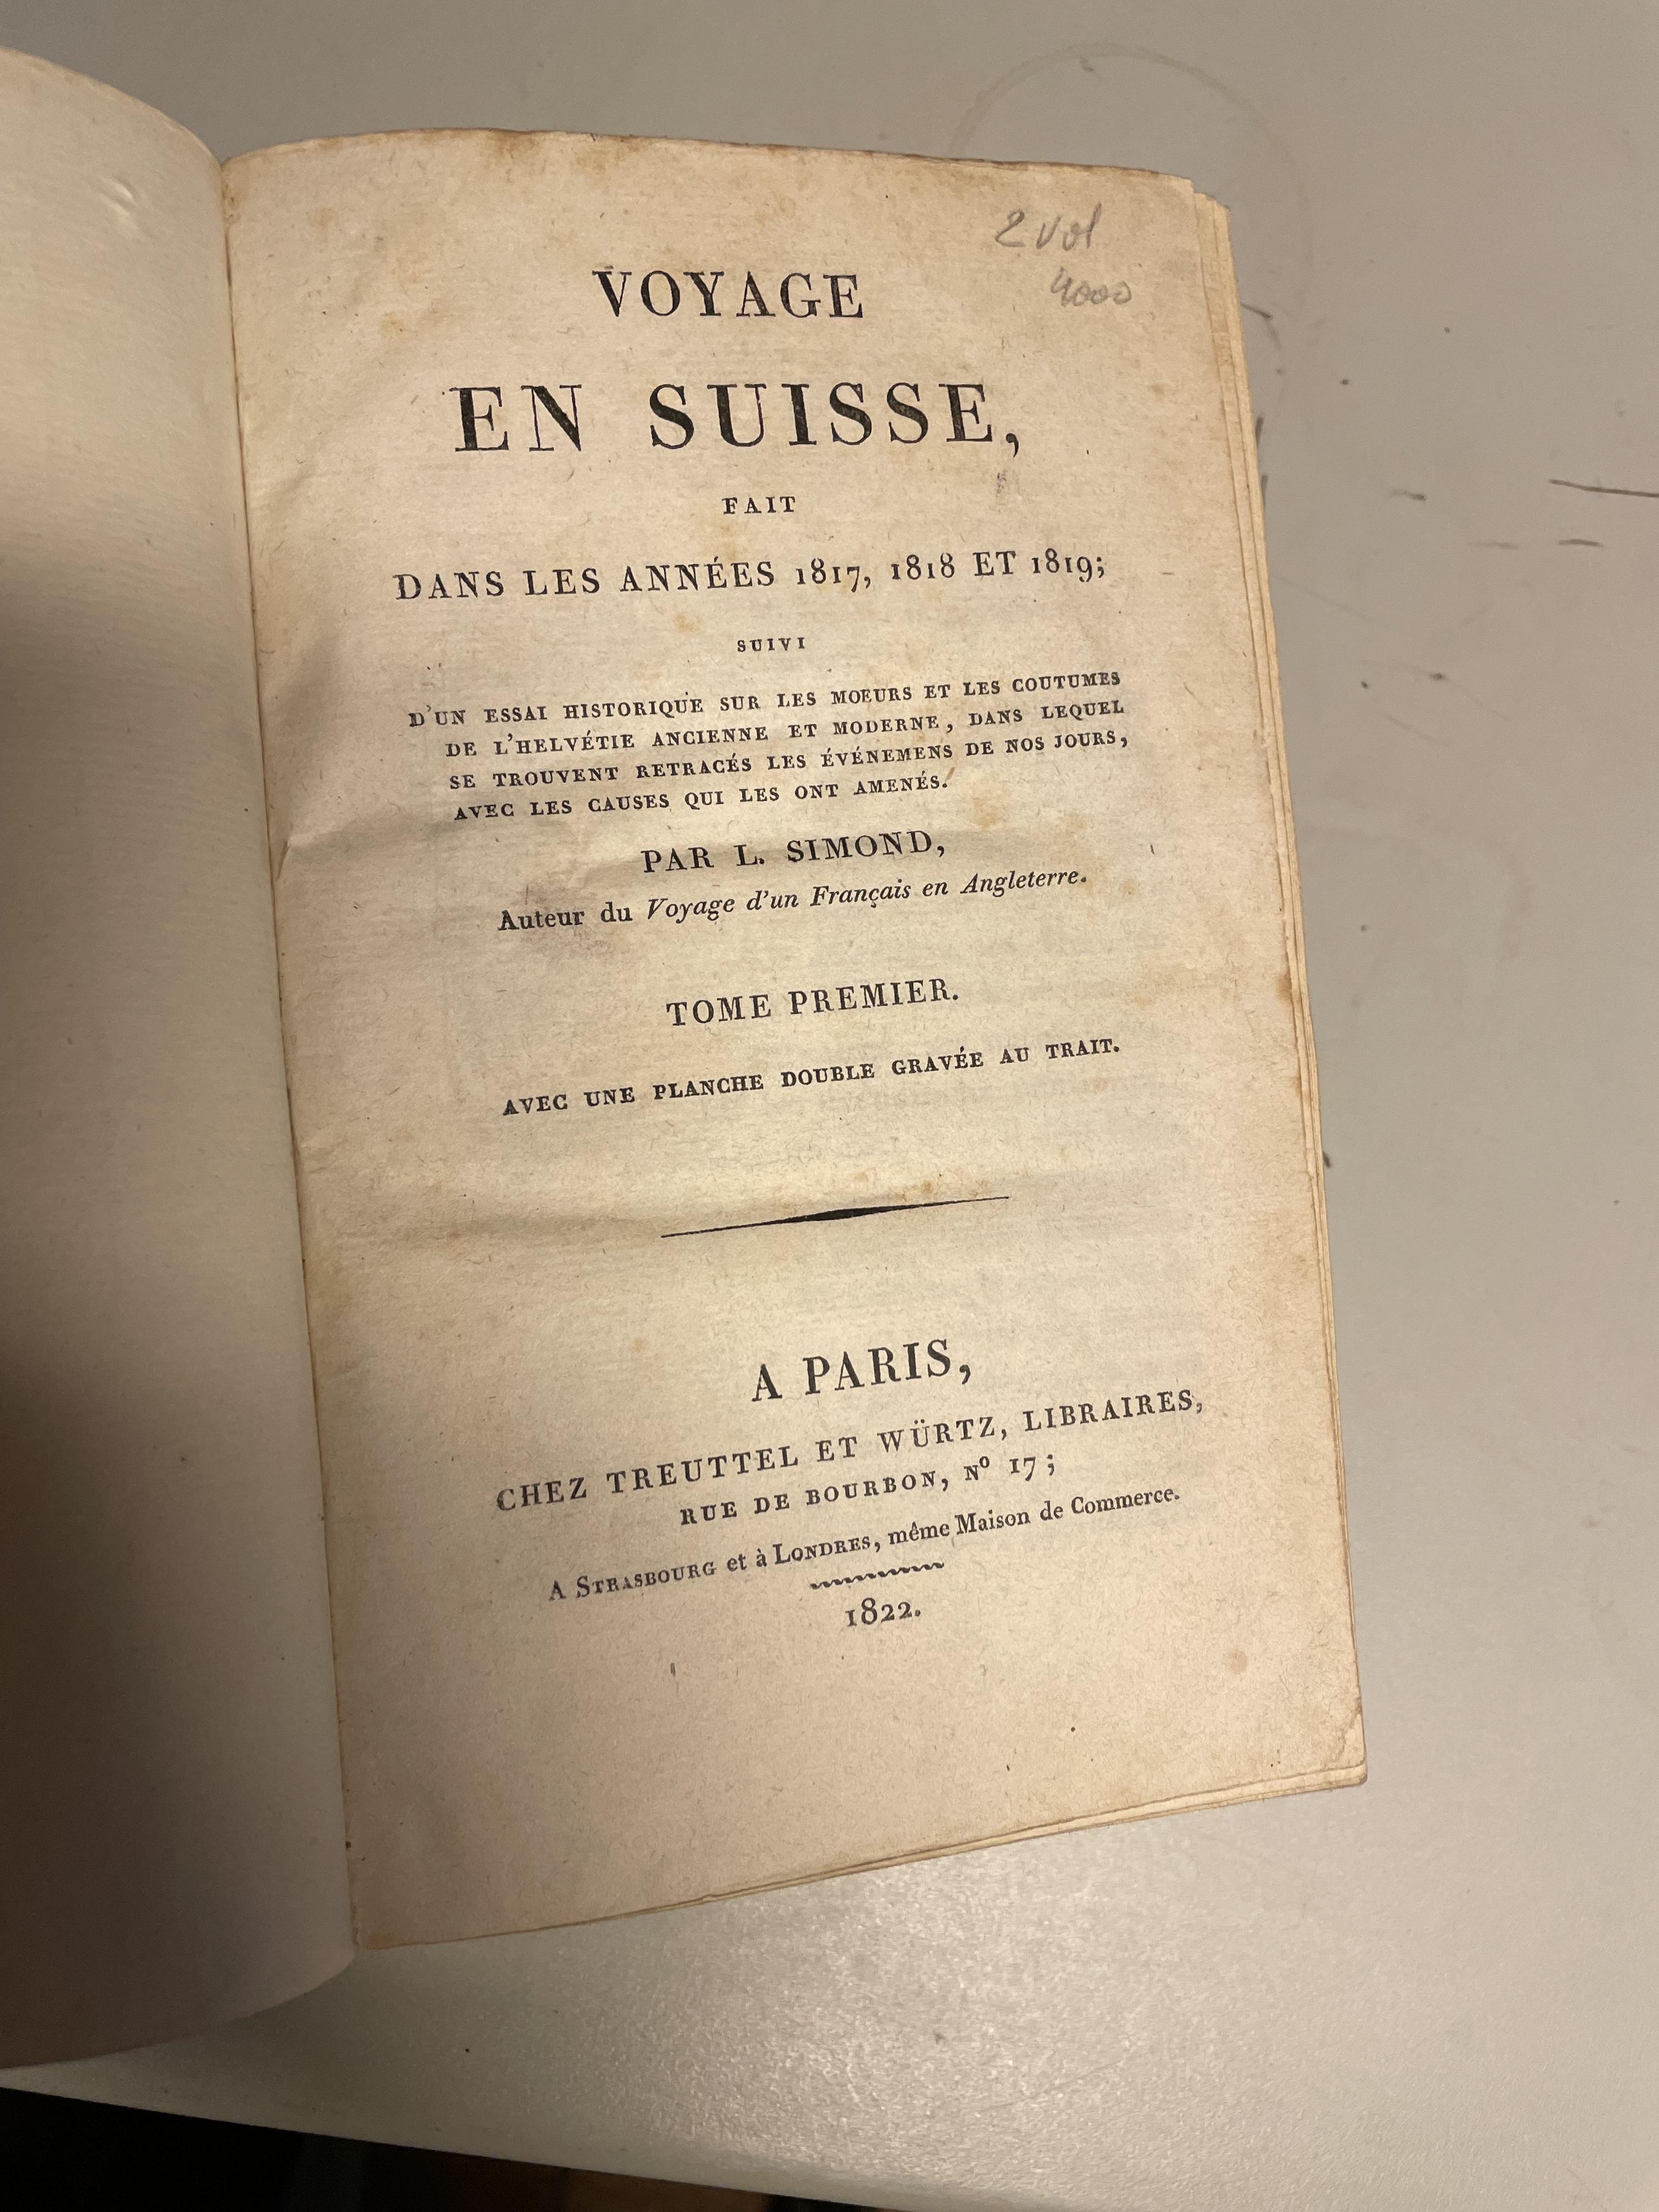 2 vol
4000
VOYAGE
EN SUISSE,
FAIT
DANS LES ANNÉES 1817, 1818 ET 1819;
SUIVI
D'UN ESSAI HISTORIQUE SUR LES MOEURS ET LES COUTUMES
DE L'HELVÉTIE ANCIENNE ET MODERNE, DANS LEQUEL
SE TROUVENT RETRACÉS LES ÉVÉNEMENS DE NOS JOURS,
AVEC LES CAUSES QUI LES ONT AMENÉS.
PAR L. SIMOND,
Auteur du Voyage d'un Français en Angleterre.
TOME PREMIER.
AVEC UNE PLANCHE DOUBLE GRAVÉE AU TRAIT.
A PARIS,
CHEZ TREUTTEL ET WÜRTZ, LIBRAIRES,
RUE DE BOURBON, Nº 17;
A STRASBOURG et à LONDRES, même Maison de Commerce.
1822.